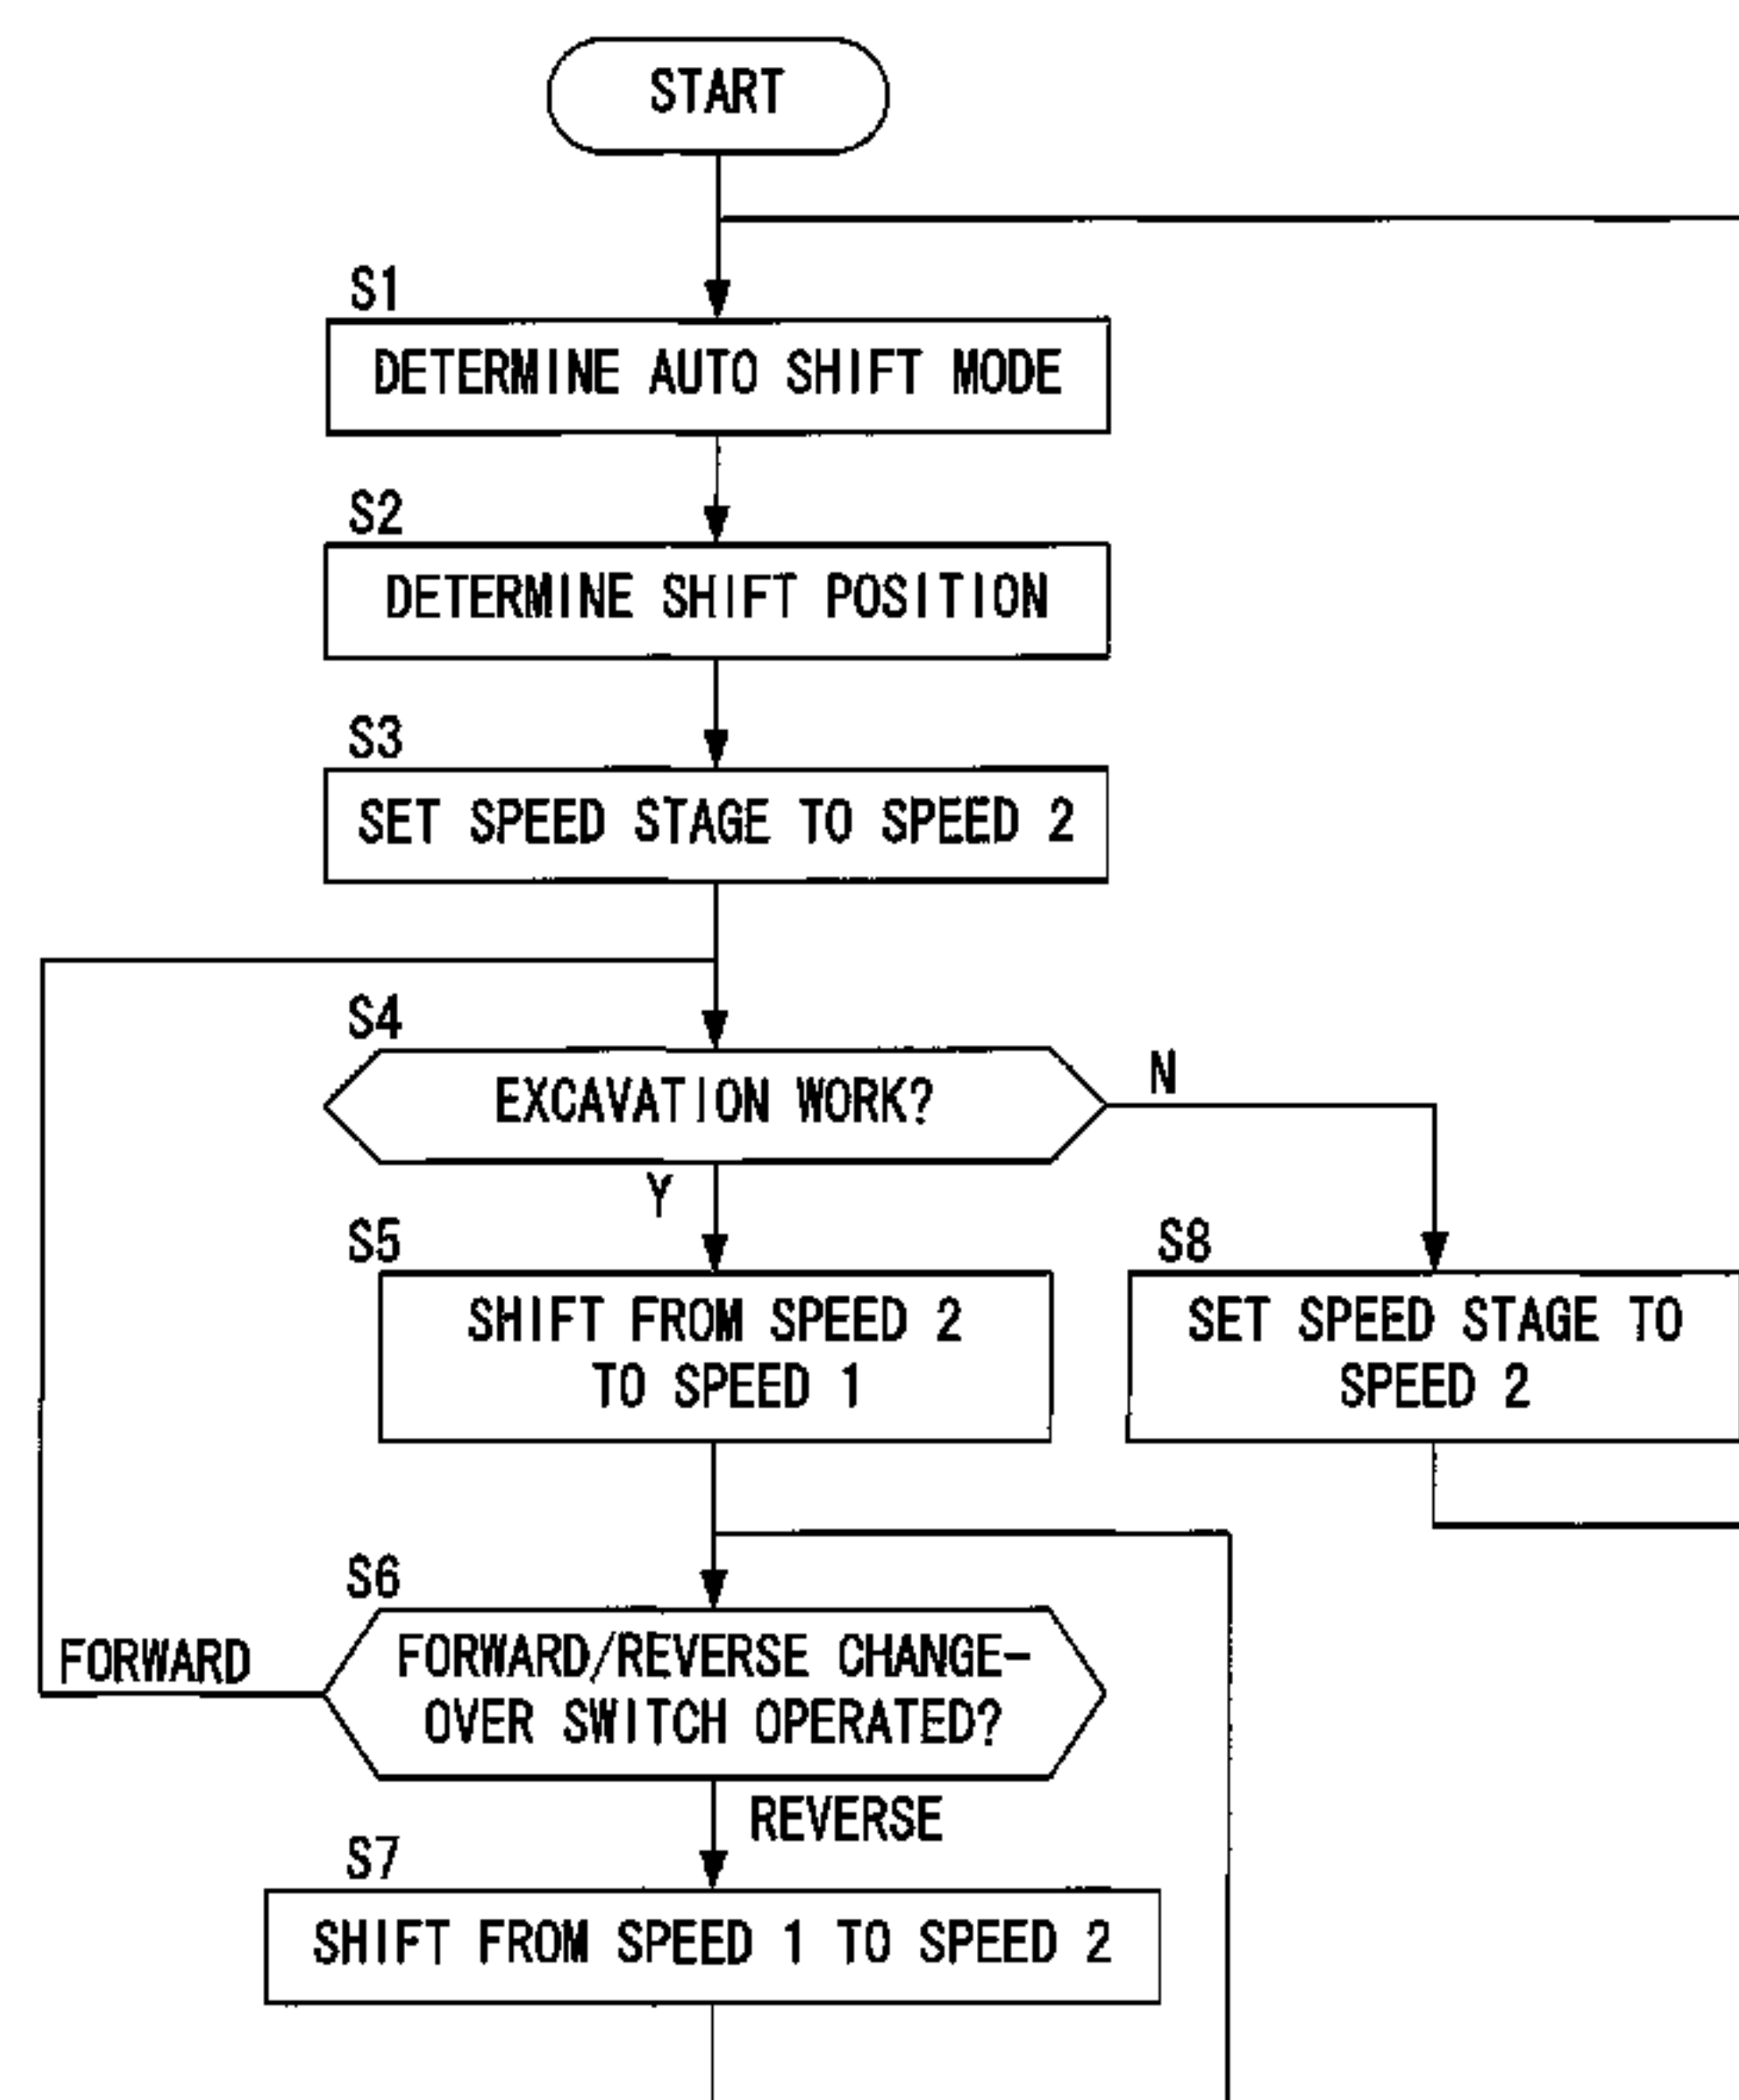 START
S1
DETERMINE AUTO SHIFT MODE
S2
DETERMINE SHIFT POSITION
S3
SET SPEED STAGE TO SPEED 2
S4
EXCAVATION WORK?
N
Y
S5
SHIFT FROM SPEED 2
TO SPEED 1
S8
SET SPEED STAGE TO
SPEED 2
S6
FORWARD/REVERSE CHANGE-
OVER SWITCH OPERATED?
FORWARD
REVERSE
S7
SHIFT FROM SPEED 1 TO SPEED 2